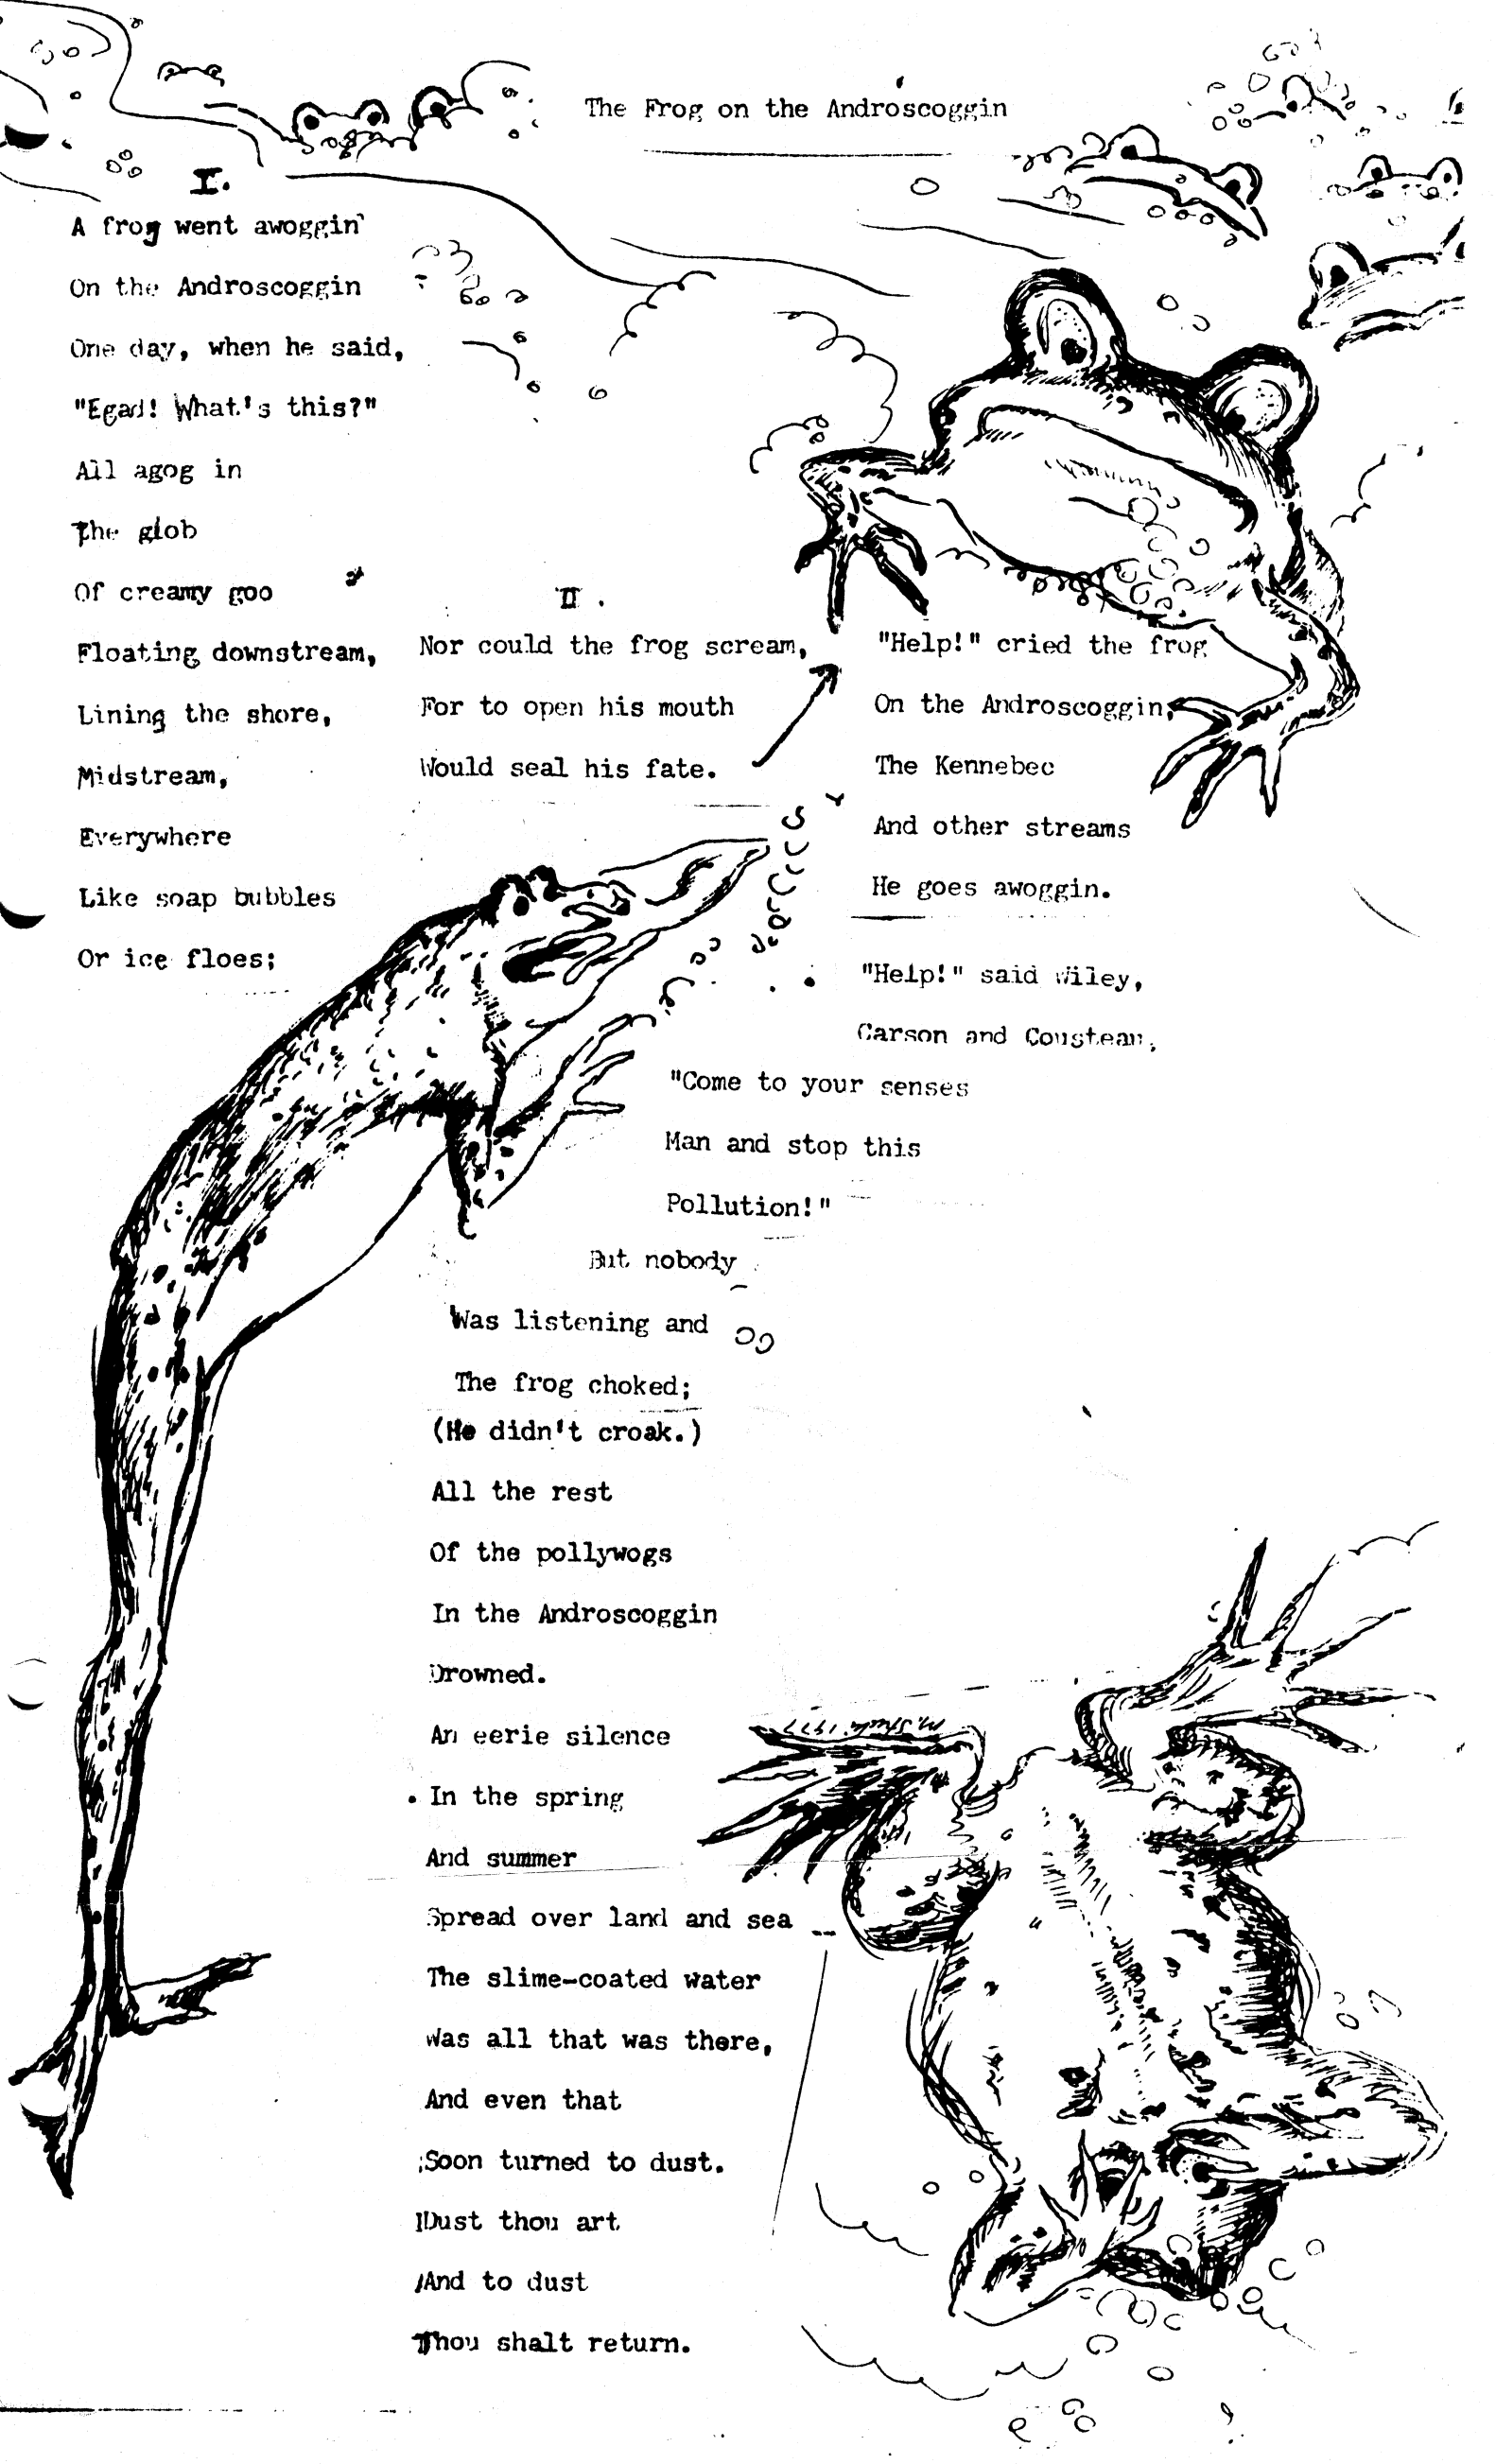 The Frog on the Androscoggin
I.
A frog went awoggin'
On the Androscoggin
One day, when he said,
"Egad! What's this?"
All agog in
The glob
Of creamy goo
Floating downstream,
Lining the shore,
Midstream,
Everywhere
Like soap bubbles
Or ice floes;
II.
Nor could the frog scream,
For to open his mouth
Would seal his fate.
"Help!" cried the frog
On the Androscoggin,
The Kennebec
And other streams
He goes awoggin.
"Help!" said Wiley,
Carson and Cousteau,
"Come to your senses
Man and stop this
Pollution!"
But nobody
Was listening and
The frog choked;
(He didn't croak.)
All the rest
Of the pollywogs
In the Androscoggin
Drowned.
An eerie silence
In the spring
And summer
Spread over land and sea
The slime-coated water
Was all that was there,
And even that
Soon turned to dust.
Dust thou art
And to dust
Thou shalt return.
1977